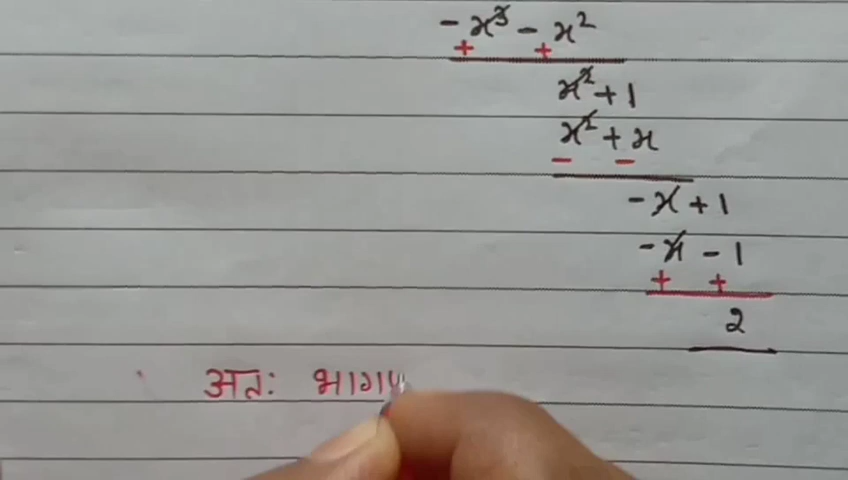 -x³ - x²
+ +
x² + 1
x² + x
- -
-x + 1
-x - 1
+ +
2
अतः